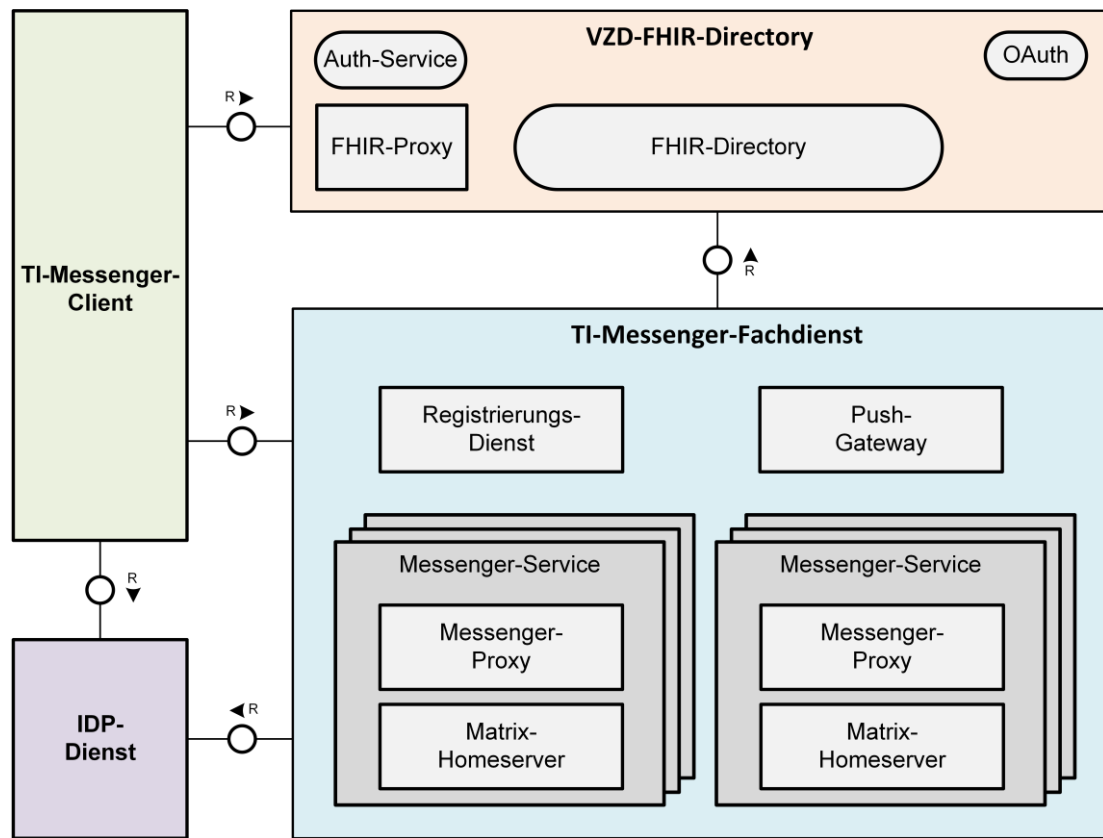 VZD-FHIR-Directory
Auth-Service
OAuth
R
FHIR-Proxy
FHIR-Directory
TI-Messenger-
Client
R
TI-Messenger-Fachdienst
R
Registrierungs-
Dienst
Push-
Gateway
Messenger-Service
Messenger-Service
R
Messenger-
Proxy
Messenger-
Proxy
IDP-
Dienst
R
Matrix-
Homeserver
Matrix-
Homeserver